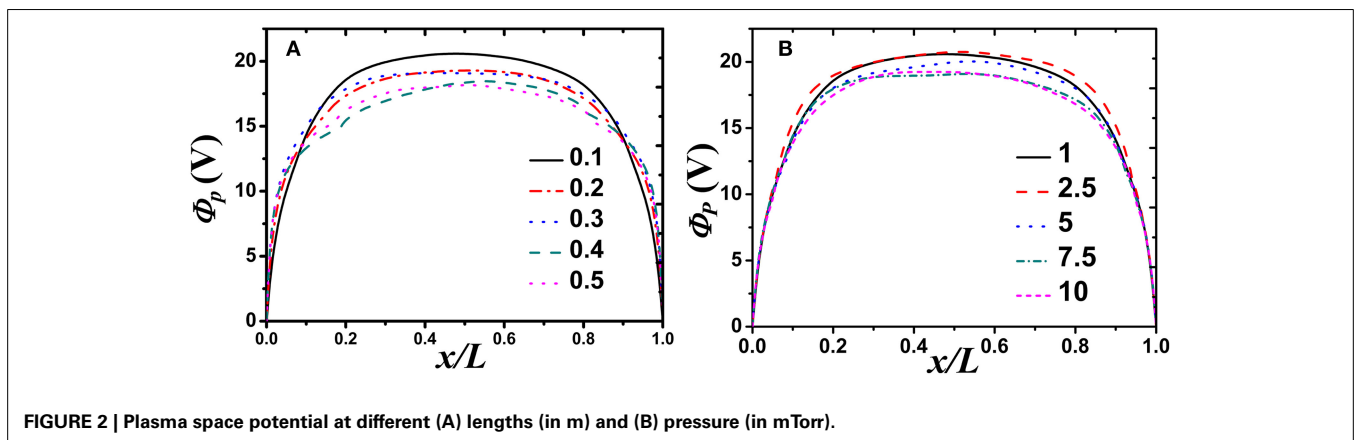 A
Φp (V)
20
15
10
5
0
0.1
0.2
0.3
0.4
0.5
0.0 0.2 0.4 0.6 0.8 1.0
x/L
B
ΦP (V)
20
15
10
5
0
1
2.5
5
7.5
10
0.0 0.2 0.4 0.6 0.8 1.0
x/L
FIGURE 2 | Plasma space potential at different (A) lengths (in m) and (B) pressure (in mTorr).